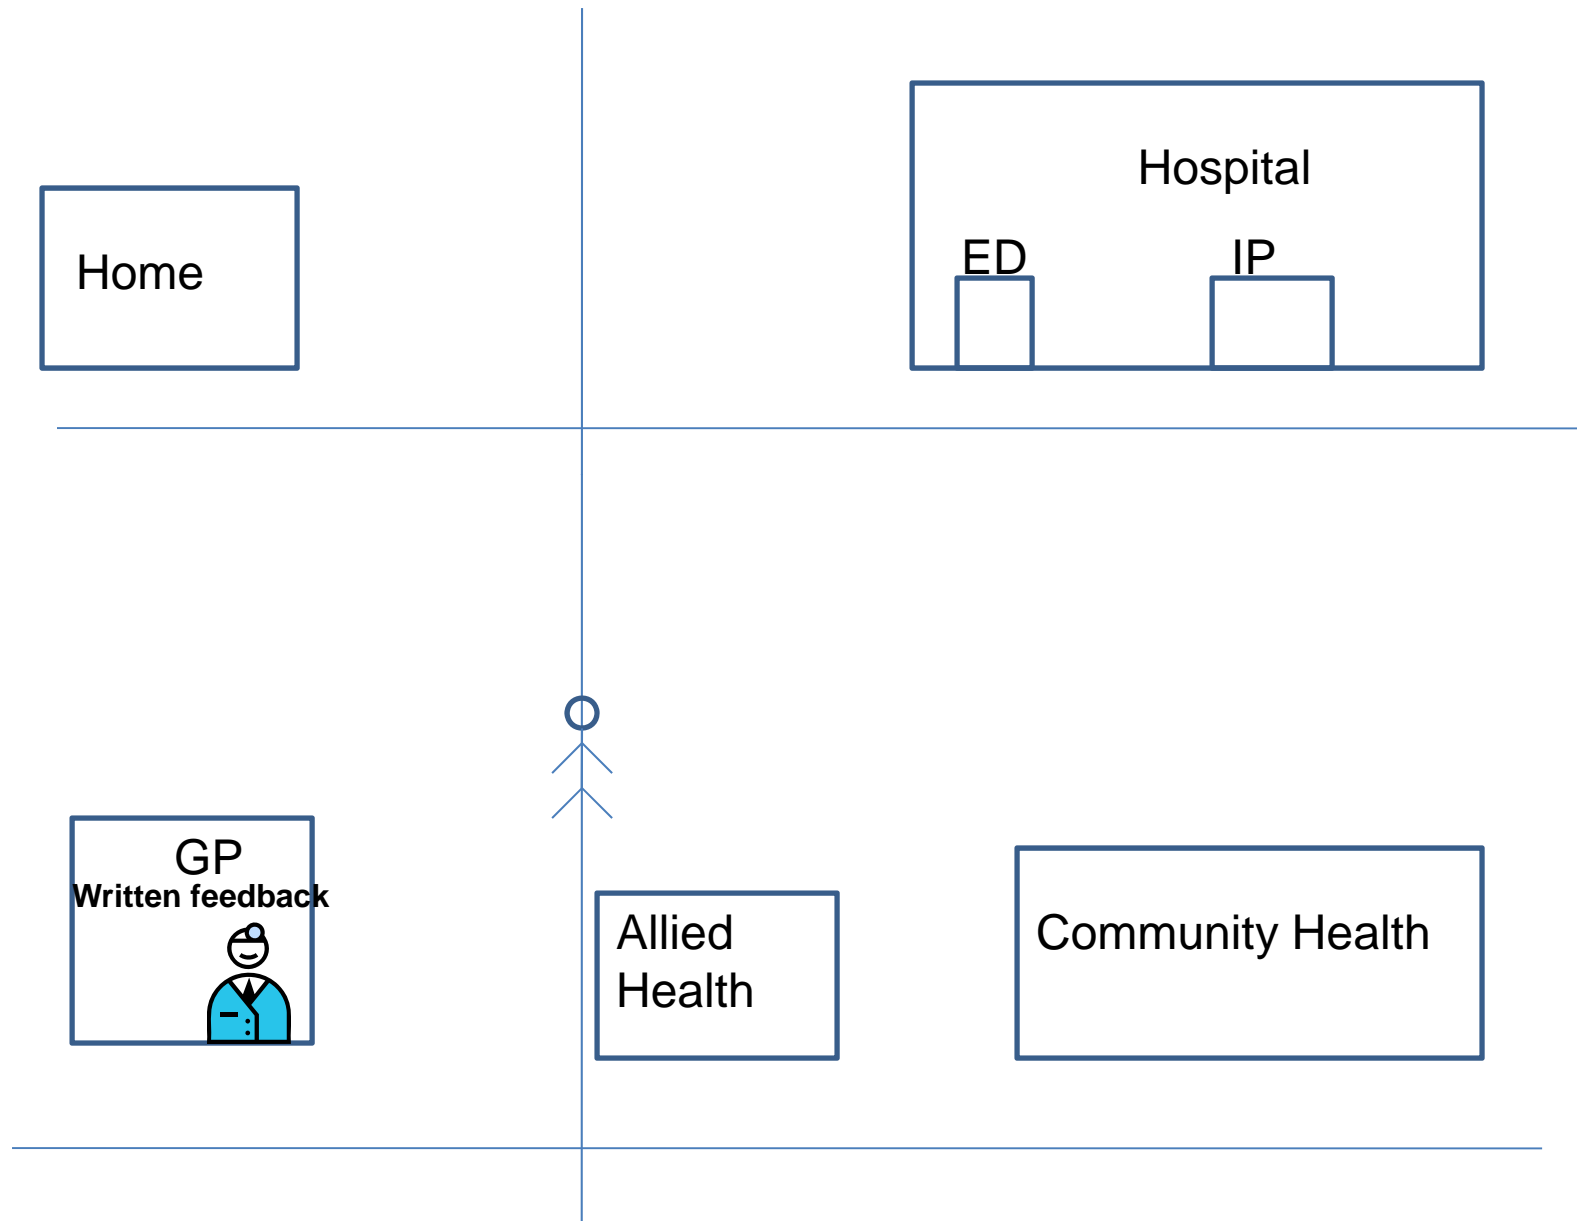 Hospital
ED
IP
Home
GP
Written feedback
Allied
Health
Community Health